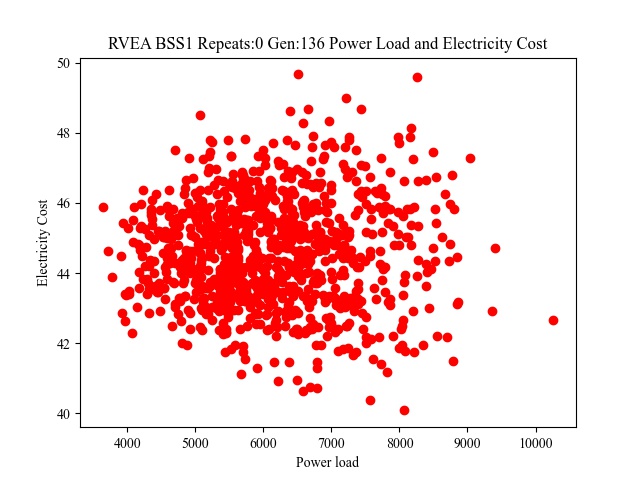 RVEA BSS1 Repeats:0 Gen:136 Power Load and Electricity Cost
50
48
46
44
42
40
Electricity Cost
4000 5000 6000 7000 8000 9000 10000
Power load